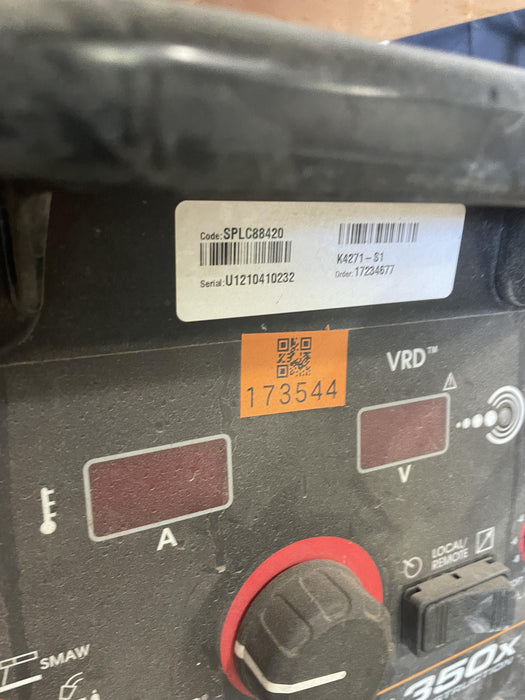 Code: SPLC88420
Serial: U1210410232
K4271-S1
Order: 17234677
173544
VRD™
A
V
LOCAL/
REMOTE
SMAW
350X